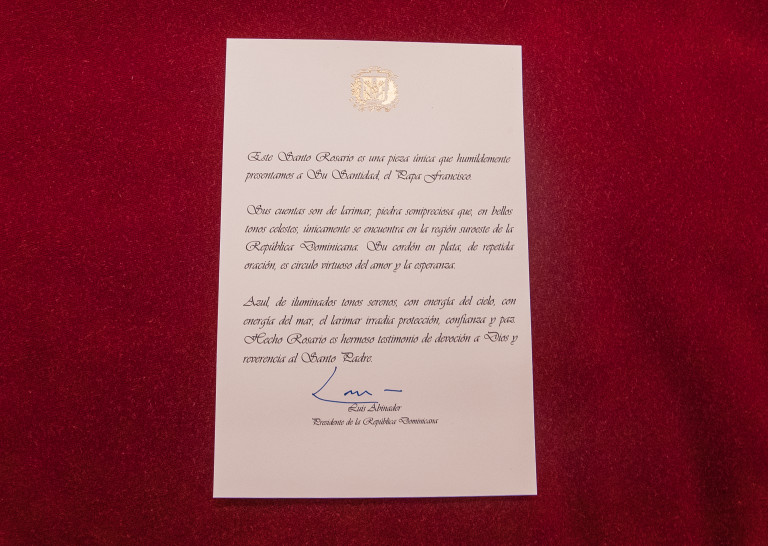 Este Santo Rosario es una pieza única que humildemente
presentamos a Su Santidad, el Papa Francisco.
Sus cuentas son de larimar, piedra semipreciosa que, en bellos
tonos celestes, únicamente se encuentra en la región suroeste de la
República Dominicana. Su cordón en plata, de repetida
oración, es círculo virtuoso del amor y la esperanza.
Azul, de iluminados tonos serenos, con energía del cielo, con
energía del mar, el larimar irradia protección, confianza y paz.
Hecho Rosario es hermoso testimonio de devoción a Dios y
reverencia al Santo Padre.
Luis Abinader
Presidente de la República Dominicana